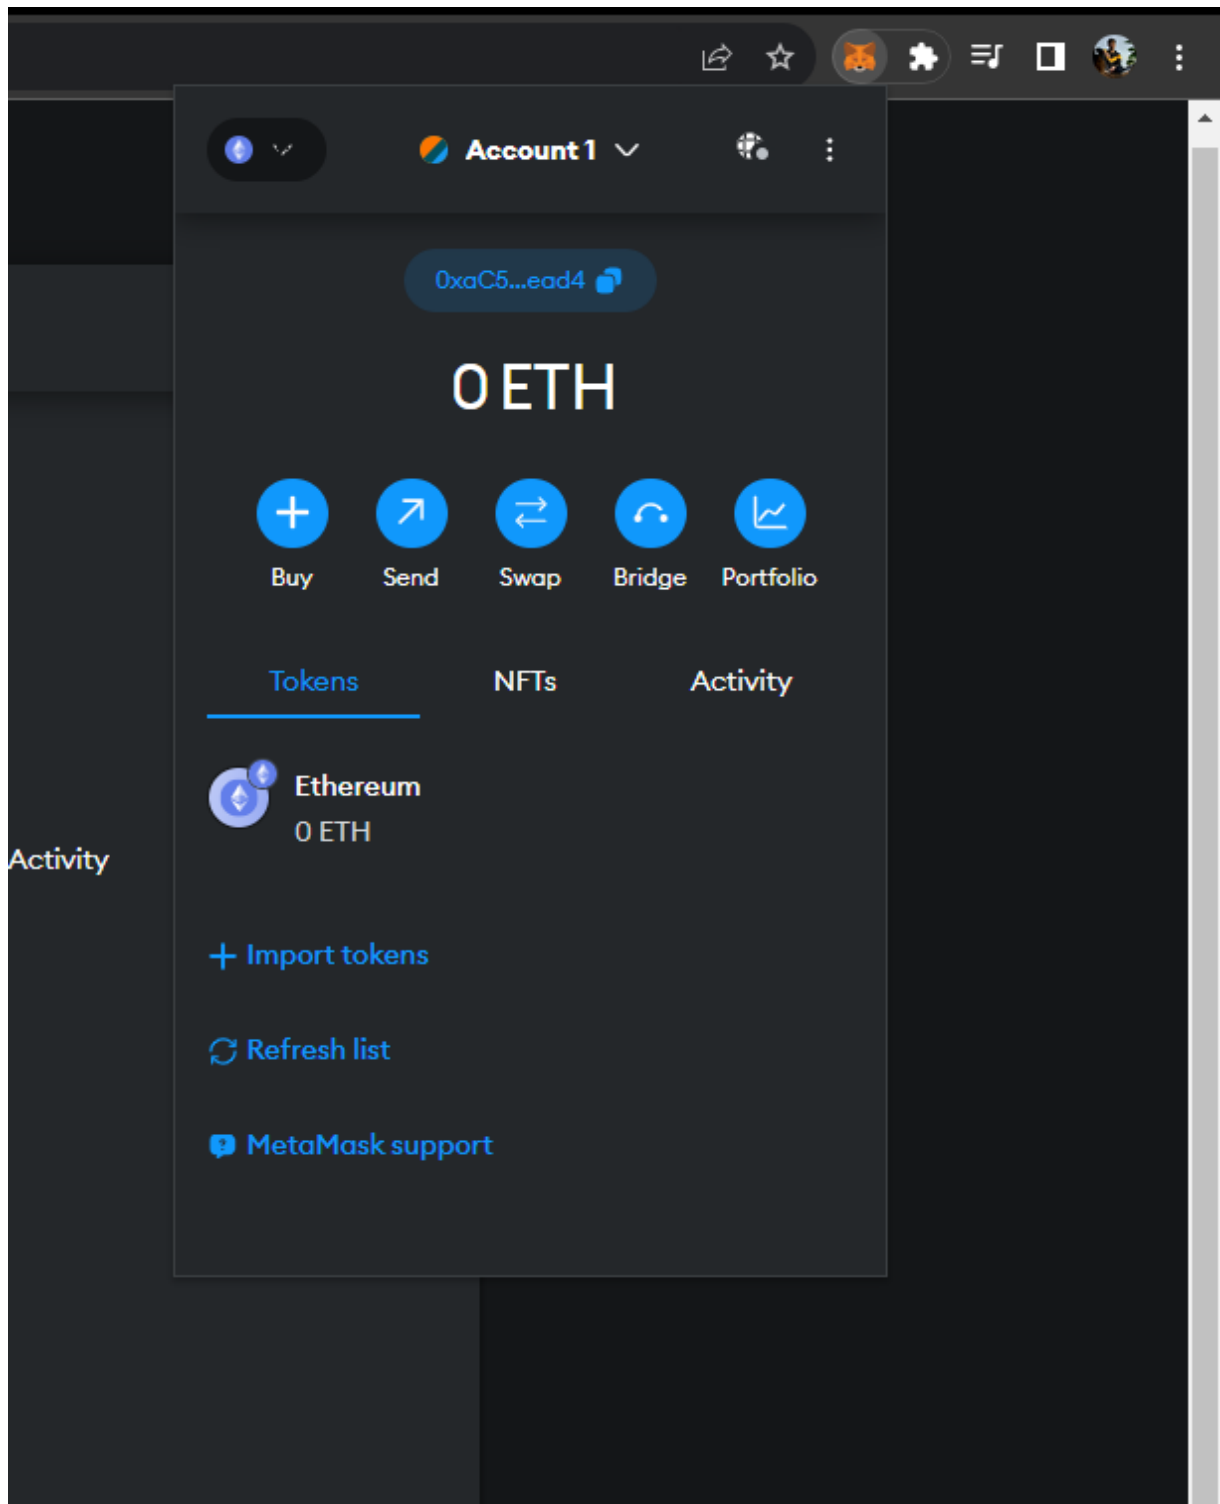 Account 1
0xaC5...ead4
0 ETH
Buy Send Swap Bridge Portfolio
Tokens NFTs Activity
Ethereum
0 ETH
Activity
Import tokens
Refresh list
MetaMask support